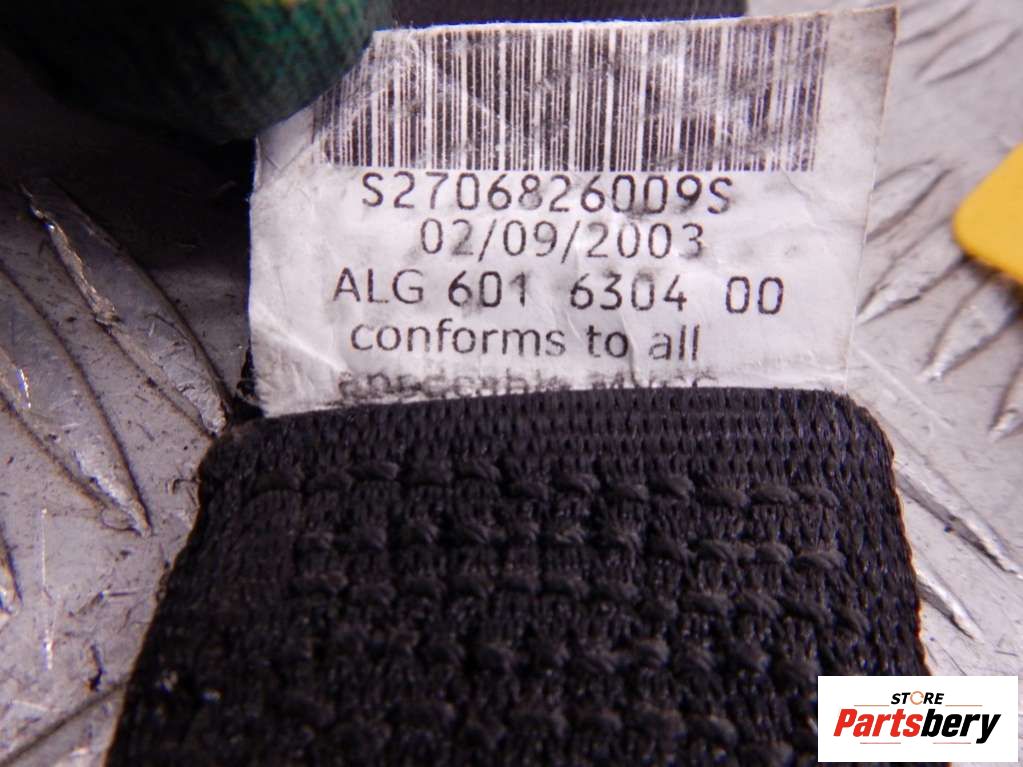 S2706826009S
02/09/2003
ALG 601 6304 00
conforms to all
STORE
Partsbery